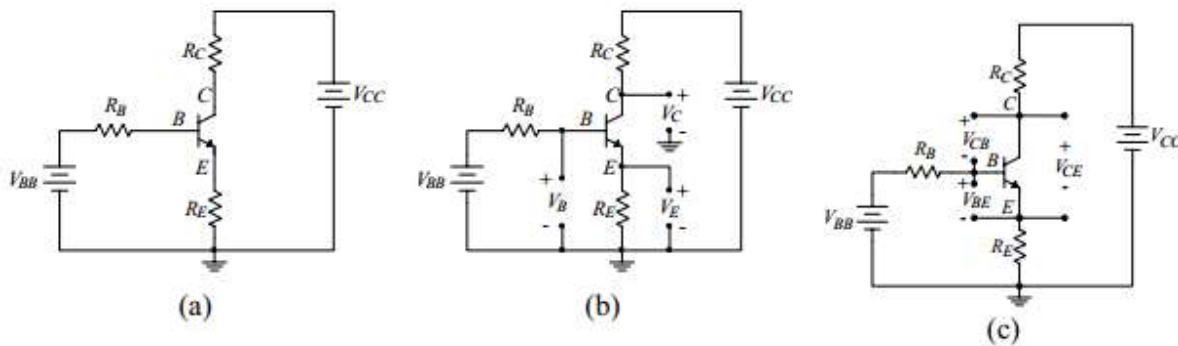 RC
C
RB
B
E
VBB
RE
VCC
(a)
RC
C
+
VC
-
RB
B
E
VBB
+
VB
-
RE
+
VE
-
VCC
(b)
RC
C
+
VCB
-
RB
B
+
VBE
-
E
+
VCE
-
VBB
RE
VCC
(c)